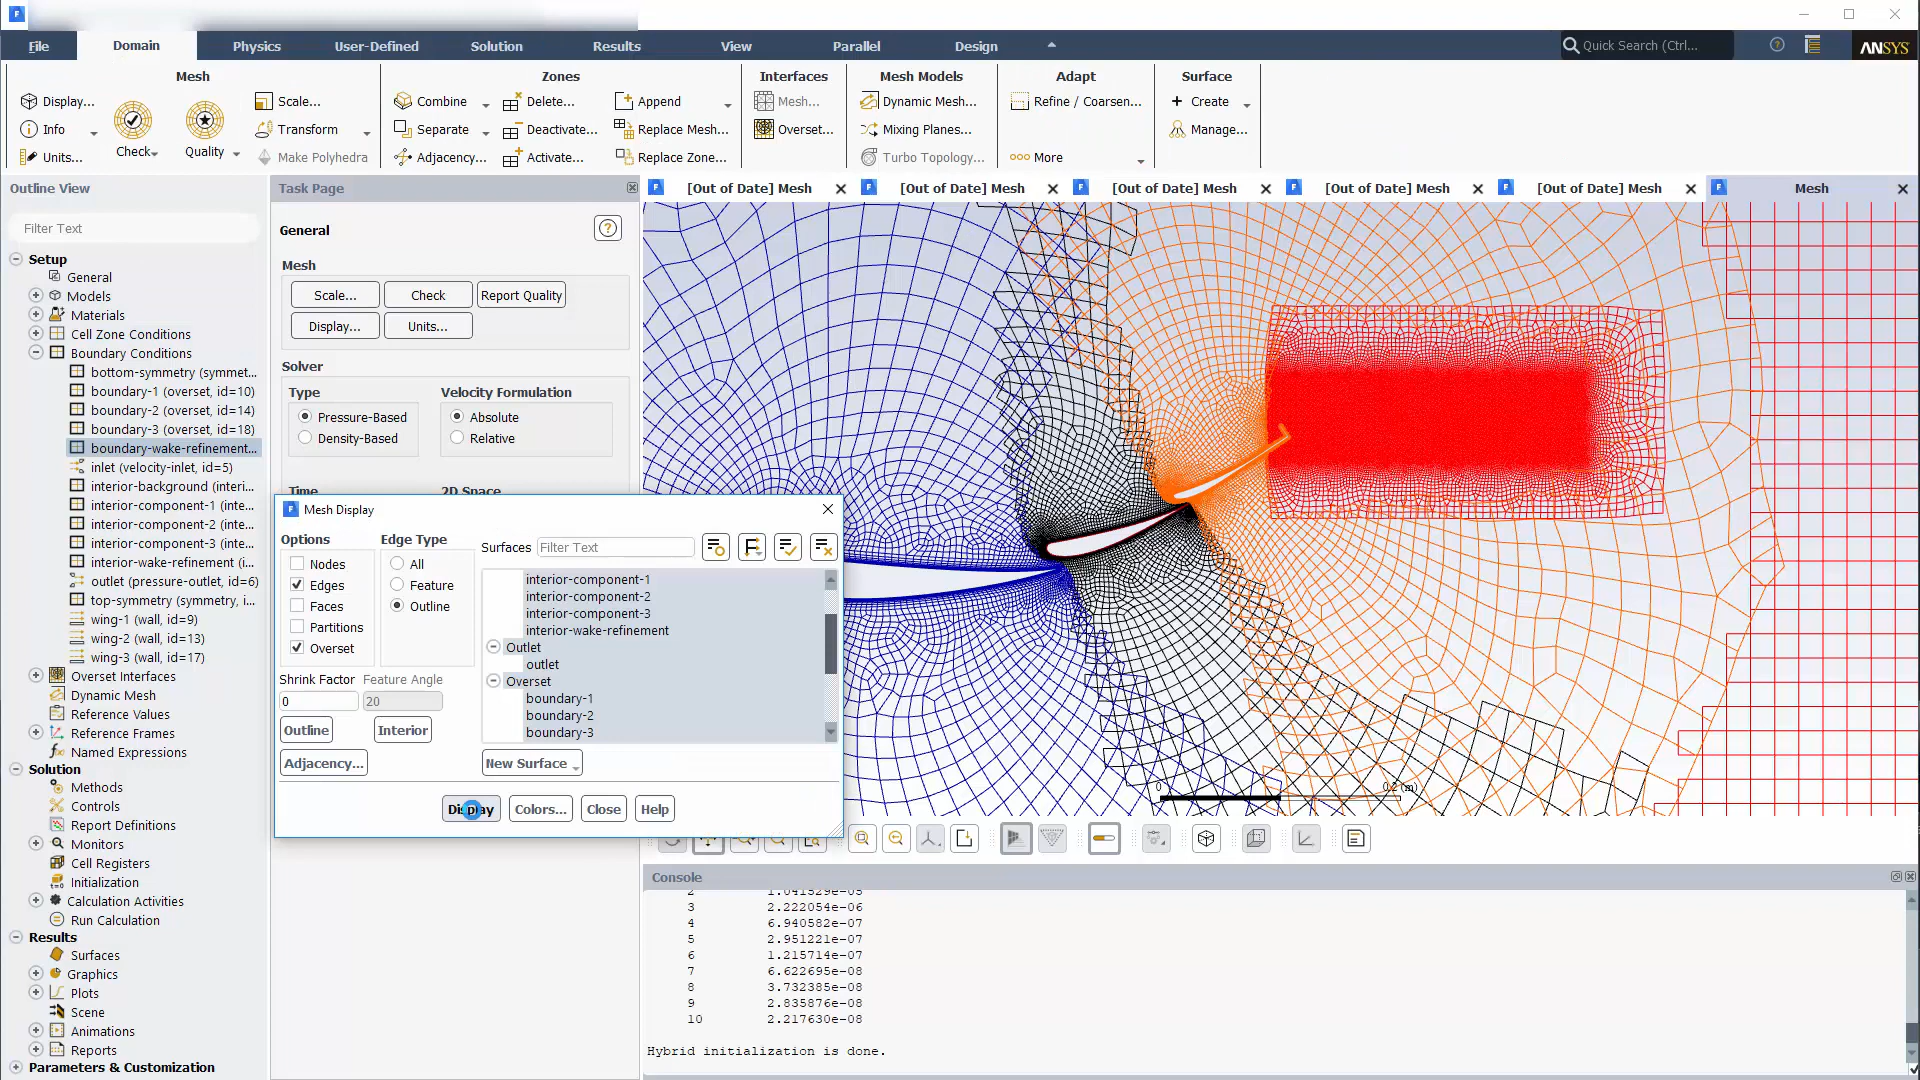 File
Domain
Physics
User-Defined
Solution
Results
View
Parallel
Design
Quick Search (Ctrl...
ANSYS
Mesh
Zones
Interfaces
Mesh Models
Adapt
Surface
Display...
Info
Units...
Check
Quality
Scale...
Transform
Make Polyhedra
Combine
Separate
Adjacency...
Delete...
Deactivate...
Activate...
Append
Replace Mesh...
Replace Zone...
Mesh...
Overset...
Dynamic Mesh...
Mixing Planes...
Turbo Topology...
Refine / Coarsen...
More
Create
Manage...
Outline View
Filter Text
Setup
General
Models
Materials
Cell Zone Conditions
Boundary Conditions
bottom-symmetry (symmet...
boundary-1 (overset, id=10)
boundary-2 (overset, id=14)
boundary-3 (overset, id=18)
boundary-wake-refinement...
inlet (velocity-inlet, id=5)
interior-background (interi...
interior-component-1 (inte...
interior-component-2 (inte...
interior-component-3 (inte...
interior-wake-refinement (i...
outlet (pressure-outlet, id=6)
top-symmetry (symmetry, i...
wing-1 (wall, id=9)
wing-2 (wall, id=13)
wing-3 (wall, id=17)
Overset Interfaces
Dynamic Mesh
Reference Values
Reference Frames
Named Expressions
Solution
Methods
Controls
Report Definitions
Monitors
Cell Registers
Initialization
Calculation Activities
Run Calculation
Results
Surfaces
Graphics
Plots
Scene
Animations
Reports
Parameters & Customization
Task Page
General
Mesh
Scale...
Check
Report Quality
Display...
Units...
Solver
Type
Velocity Formulation
Pressure-Based
Absolute
Density-Based
Relative
Time
2D Space
Mesh Display
Options
Edge Type
Surfaces
Filter Text
Nodes
All
Edges
Feature
Faces
Outline
Partitions
Overset
Shrink Factor
Feature Angle
0
20
Outline
Interior
Adjacency...
interior-component-1
interior-component-2
interior-component-3
interior-wake-refinement
Outlet
outlet
Overset
boundary-1
boundary-2
boundary-3
New Surface
Display
Colors...
Close
Help
[Out of Date] Mesh
[Out of Date] Mesh
[Out of Date] Mesh
[Out of Date] Mesh
[Out of Date] Mesh
Mesh
0
0.2 (m)
Console
2 1.041529e-05
3 2.222054e-06
4 6.940582e-07
5 2.951221e-07
6 1.215714e-07
7 6.622695e-08
8 3.732385e-08
9 2.835876e-08
10 2.217630e-08
Hybrid initialization is done.